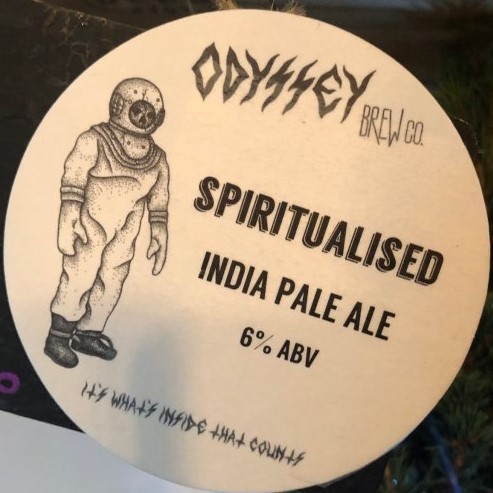 ODYSSEY
BREW CO.
SPIRITUALISED
INDIA PALE ALE
6% ABV
IT'S WHAT'S INSIDE THAT COUNTS